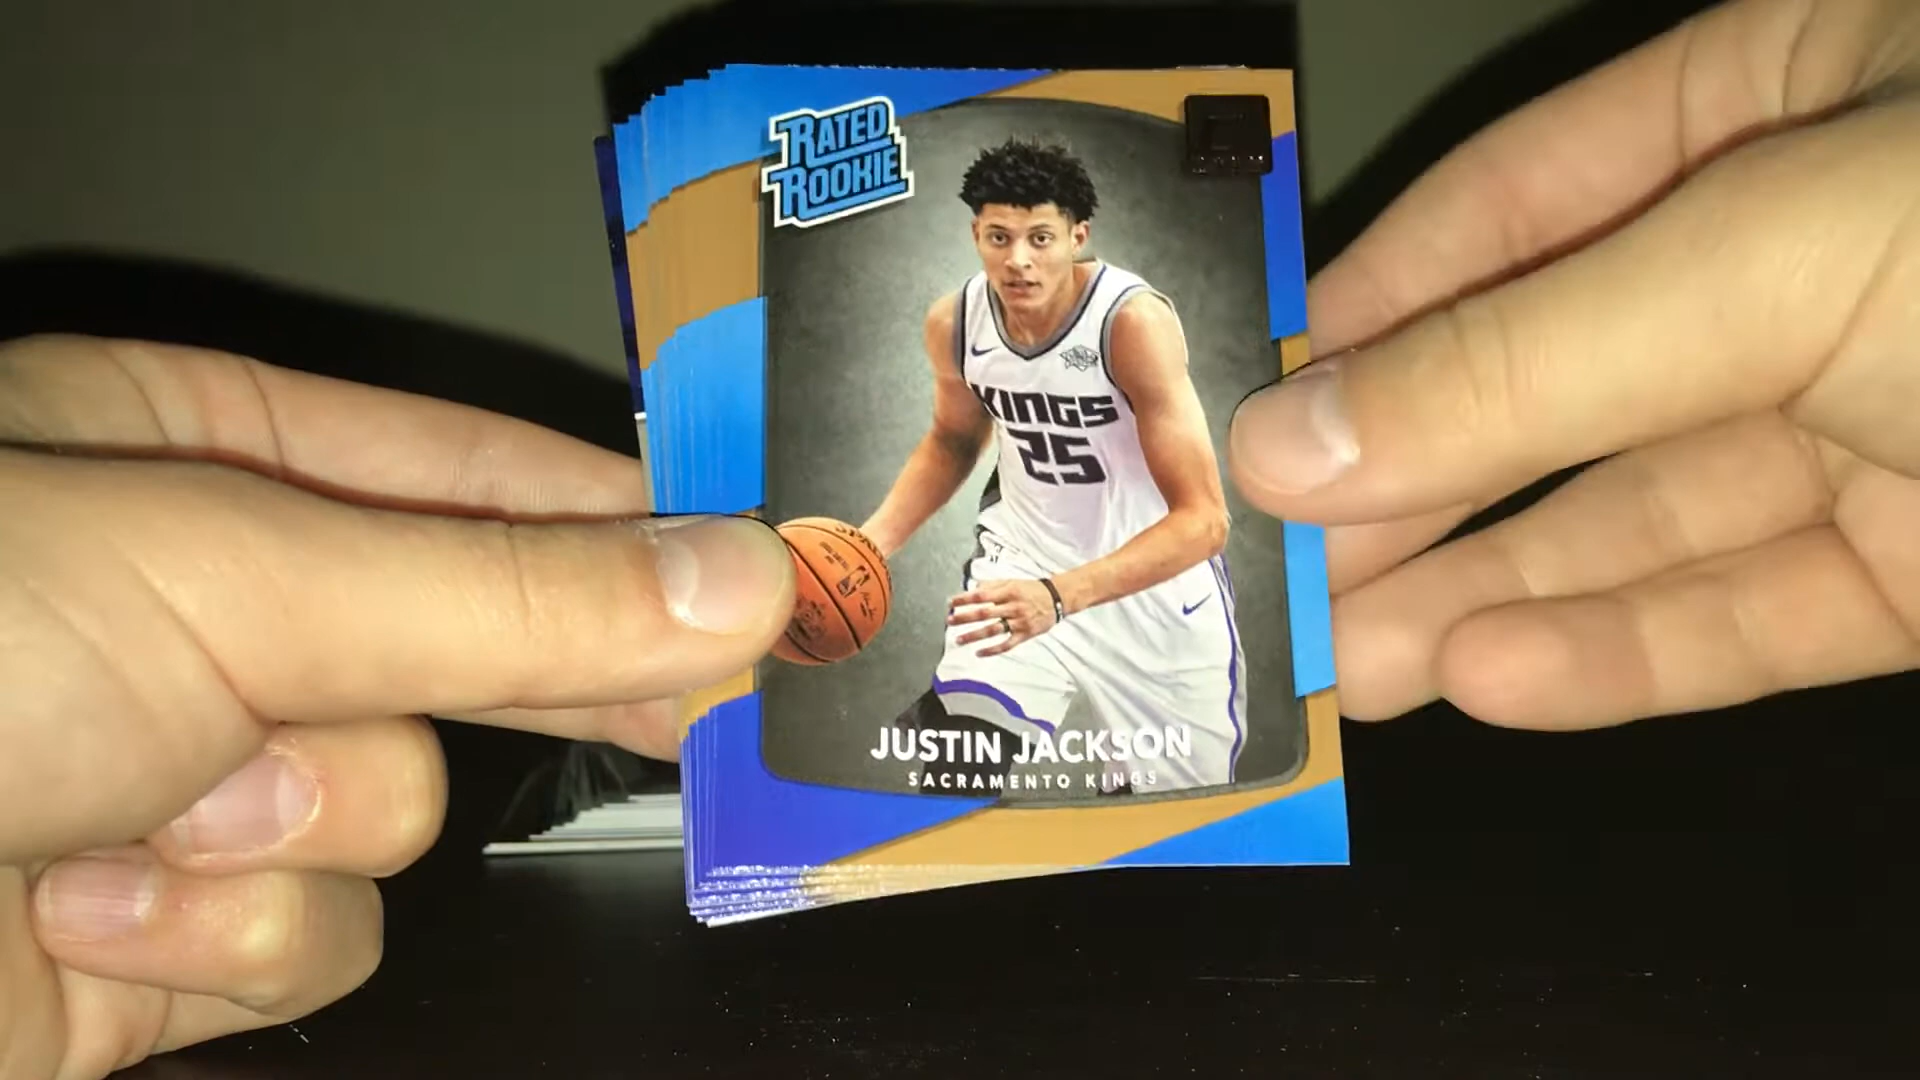 RATED
ROOKIE
KINGS
25
JUSTIN JACKSON
SACRAMENTO KINGS